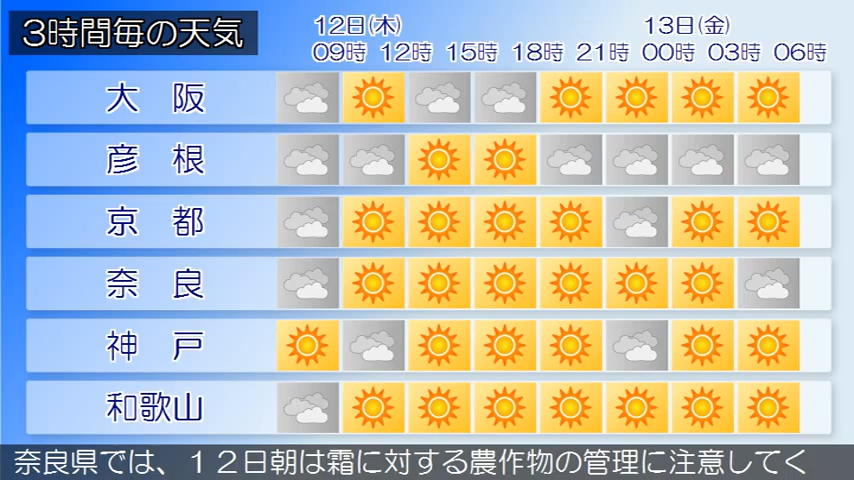 3時間毎の天気
12日(木) 13日(金)
09時 12時 15時 18時 21時 00時 03時 06時
大阪
彦根
京都
奈良
神戸
和歌山
奈良県では、１２日朝は霜に対する農作物の管理に注意してく